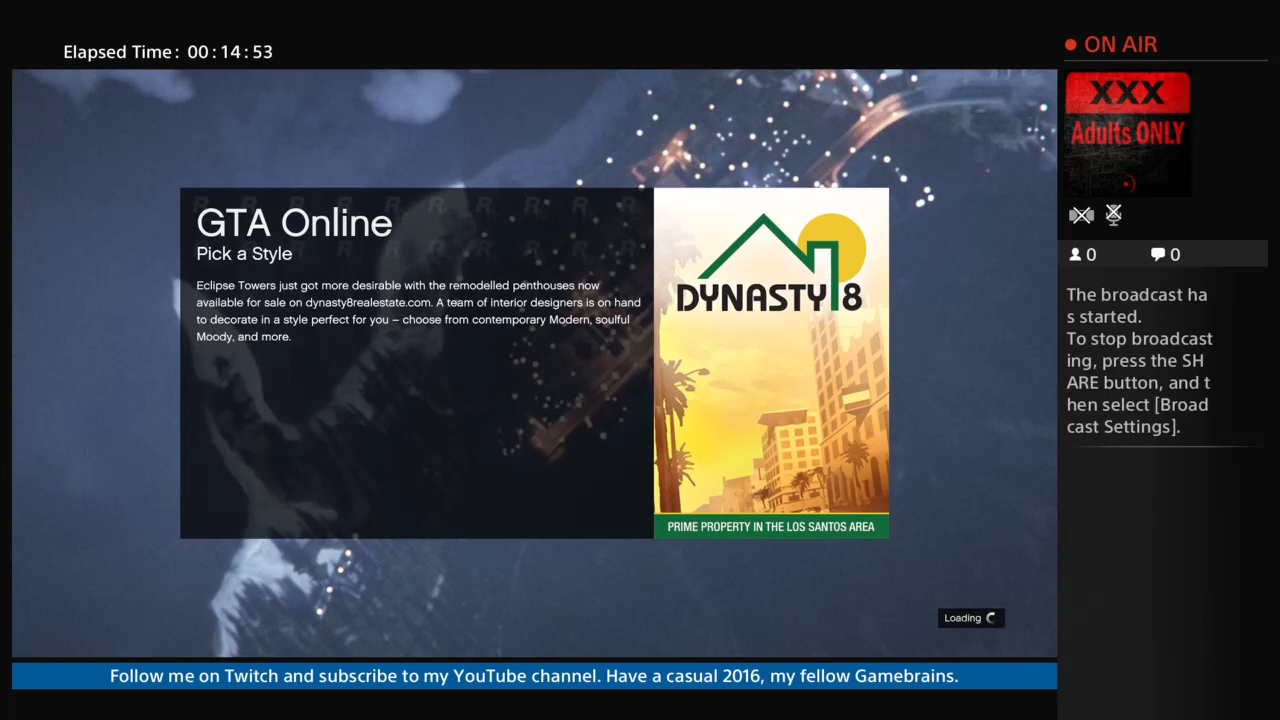 Elapsed Time: 00:14:53
ON AIR
XXX
Adults ONLY
0 0
The broadcast ha
s started.
To stop broadcast
ing, press the SH
ARE button, and t
hen select [Broad
cast Settings].
GTA Online
Pick a Style
Eclipse Towers just got more desirable with the remodelled penthouses now
available for sale on dynasty8realestate.com. A team of interior designers is on hand
to decorate in a style perfect for you – choose from contemporary Modern, soulful
Moody, and more.
DYNASTY 8
PRIME PROPERTY IN THE LOS SANTOS AREA
Loading
Follow me on Twitch and subscribe to my YouTube channel. Have a casual 2016, my fellow Gamebrains.